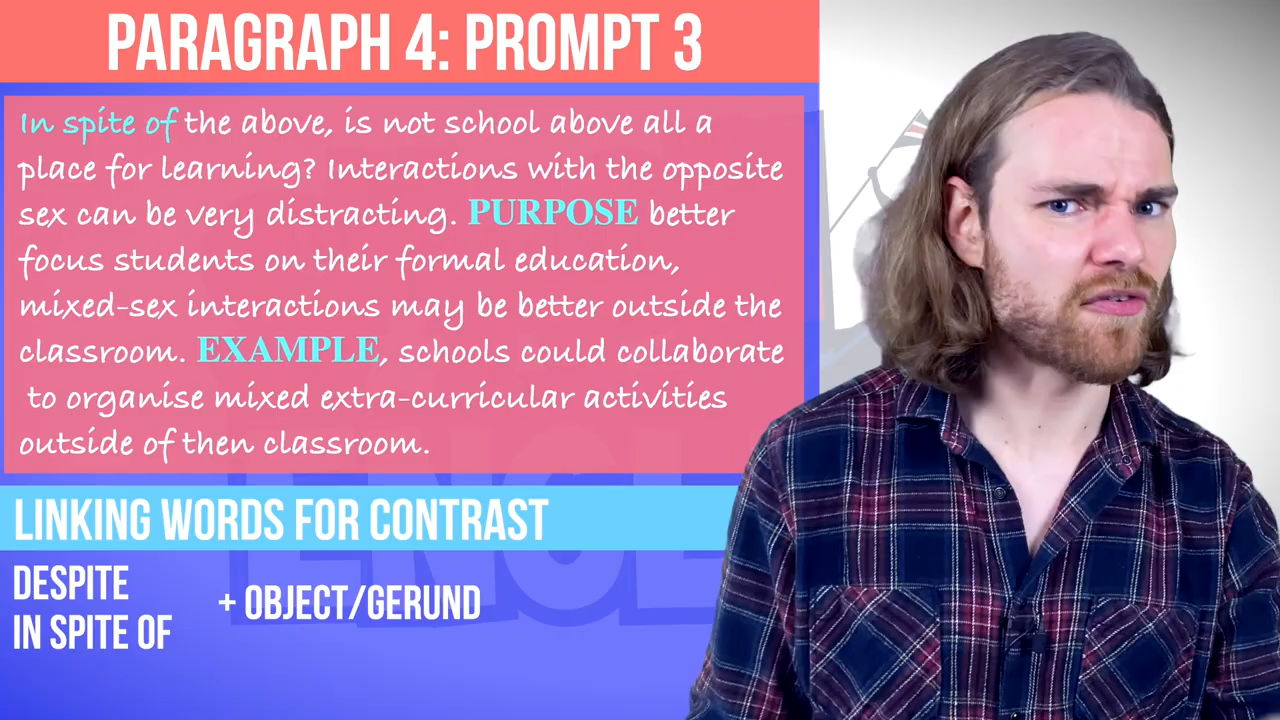 PARAGRAPH 4: PROMPT 3
In spite of the above, is not school above all a
place for learning? Interactions with the opposite
sex can be very distracting. PURPOSE better
focus students on their formal education,
mixed-sex interactions may be better outside the
classroom. EXAMPLE, schools could collaborate
to organise mixed extra-curricular activities
outside of then classroom.
LINKING WORDS FOR CONTRAST
DESPITE
IN SPITE OF
+ OBJECT/GERUND